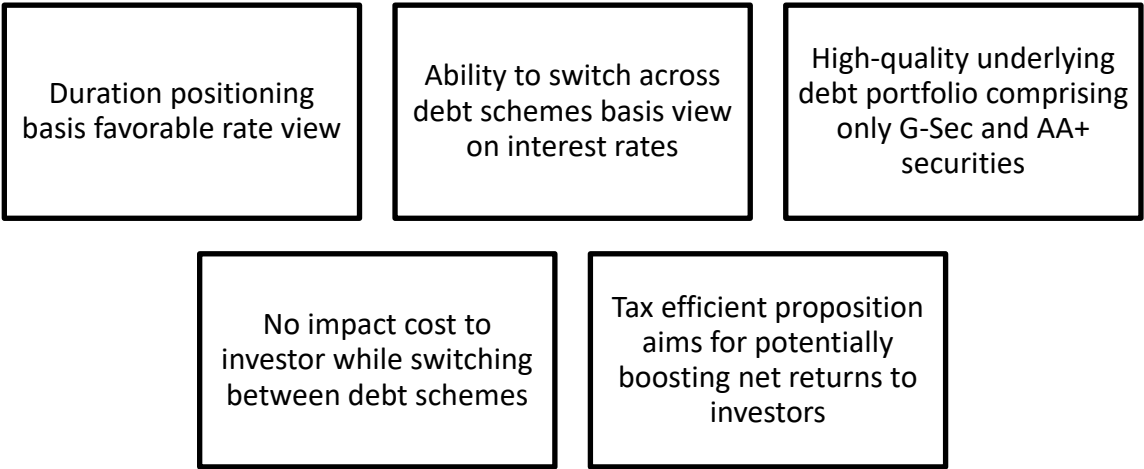 Duration positioning
basis favorable rate view
Ability to switch across
debt schemes basis view
on interest rates
High-quality underlying
debt portfolio comprising
only G-Sec and AA+
securities
No impact cost to
investor while switching
between debt schemes
Tax efficient proposition
aims for potentially
boosting net returns to
investors